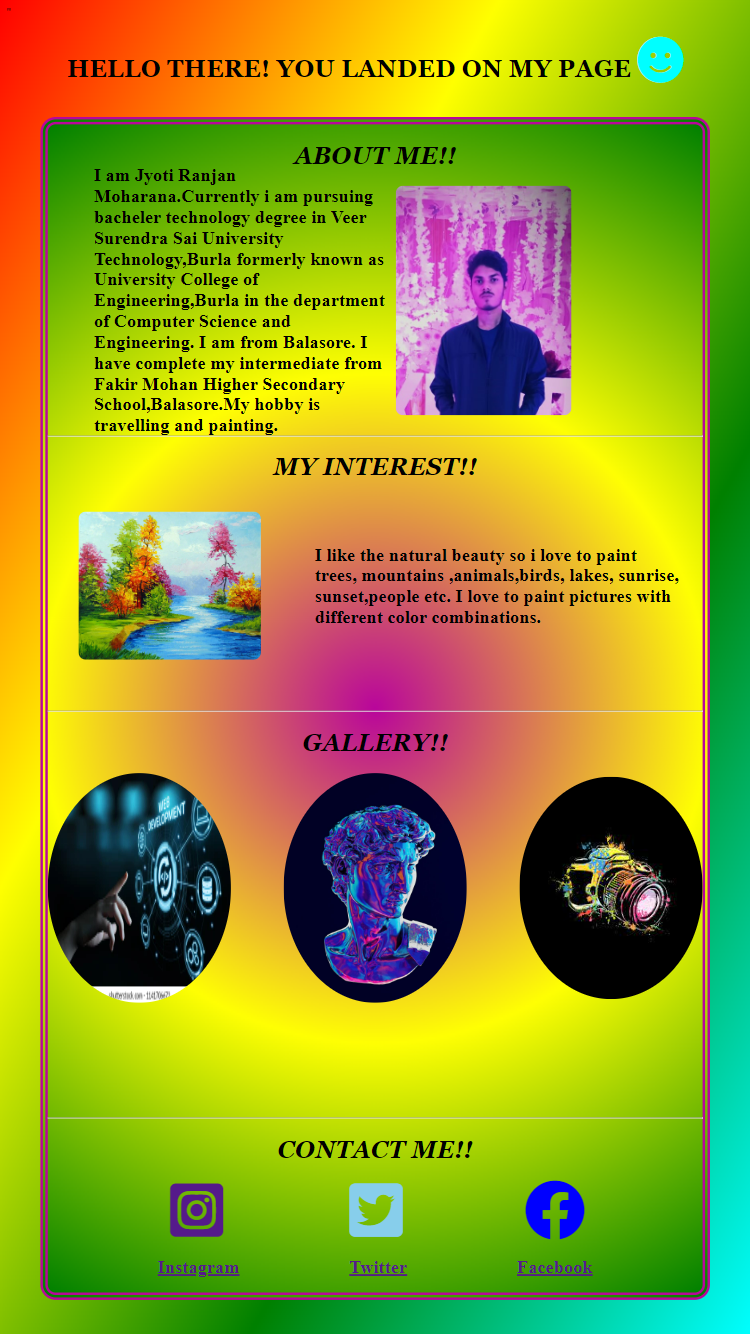 HELLO THERE! YOU LANDED ON MY PAGE
ABOUT ME!!
I am Jyoti Ranjan
Moharana.Currently i am pursuing
bacheler technology degree in Veer
Surendra Sai University
Technology,Burla formerly known as
University College of
Engineering,Burla in the department
of Computer Science and
Engineering. I am from Balasore. I
have complete my intermediate from
Fakir Mohan Higher Secondary
School,Balasore.My hobby is
travelling and painting.
MY INTEREST!!
I like the natural beauty so i love to paint
trees, mountains ,animals,birds, lakes, sunrise,
sunset,people etc. I love to paint pictures with
different color combinations.
GALLERY!!
WEB
DEVELOPMENT
CONTACT ME!!
Instagram
Twitter
Facebook